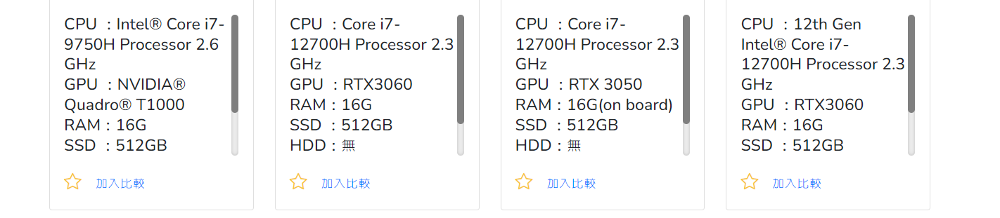 CPU ：Intel® Core i7-
9750H Processor 2.6
GHz
GPU ：NVIDIA®
Quadro® T1000
RAM：16G
SSD ：512GB
加入比較
CPU ：Core i7-
12700H Processor 2.3
GHz
GPU ：RTX3060
RAM：16G
SSD ：512GB
HDD：無
加入比較
CPU ：Core i7-
12700H Processor 2.3
GHz
GPU ：RTX 3050
RAM：16G(on board)
SSD ：512GB
HDD：無
加入比較
CPU ：12th Gen
Intel® Core i7-
12700H Processor 2.3
GHz
GPU ：RTX3060
RAM：16G
SSD ：512GB
加入比較